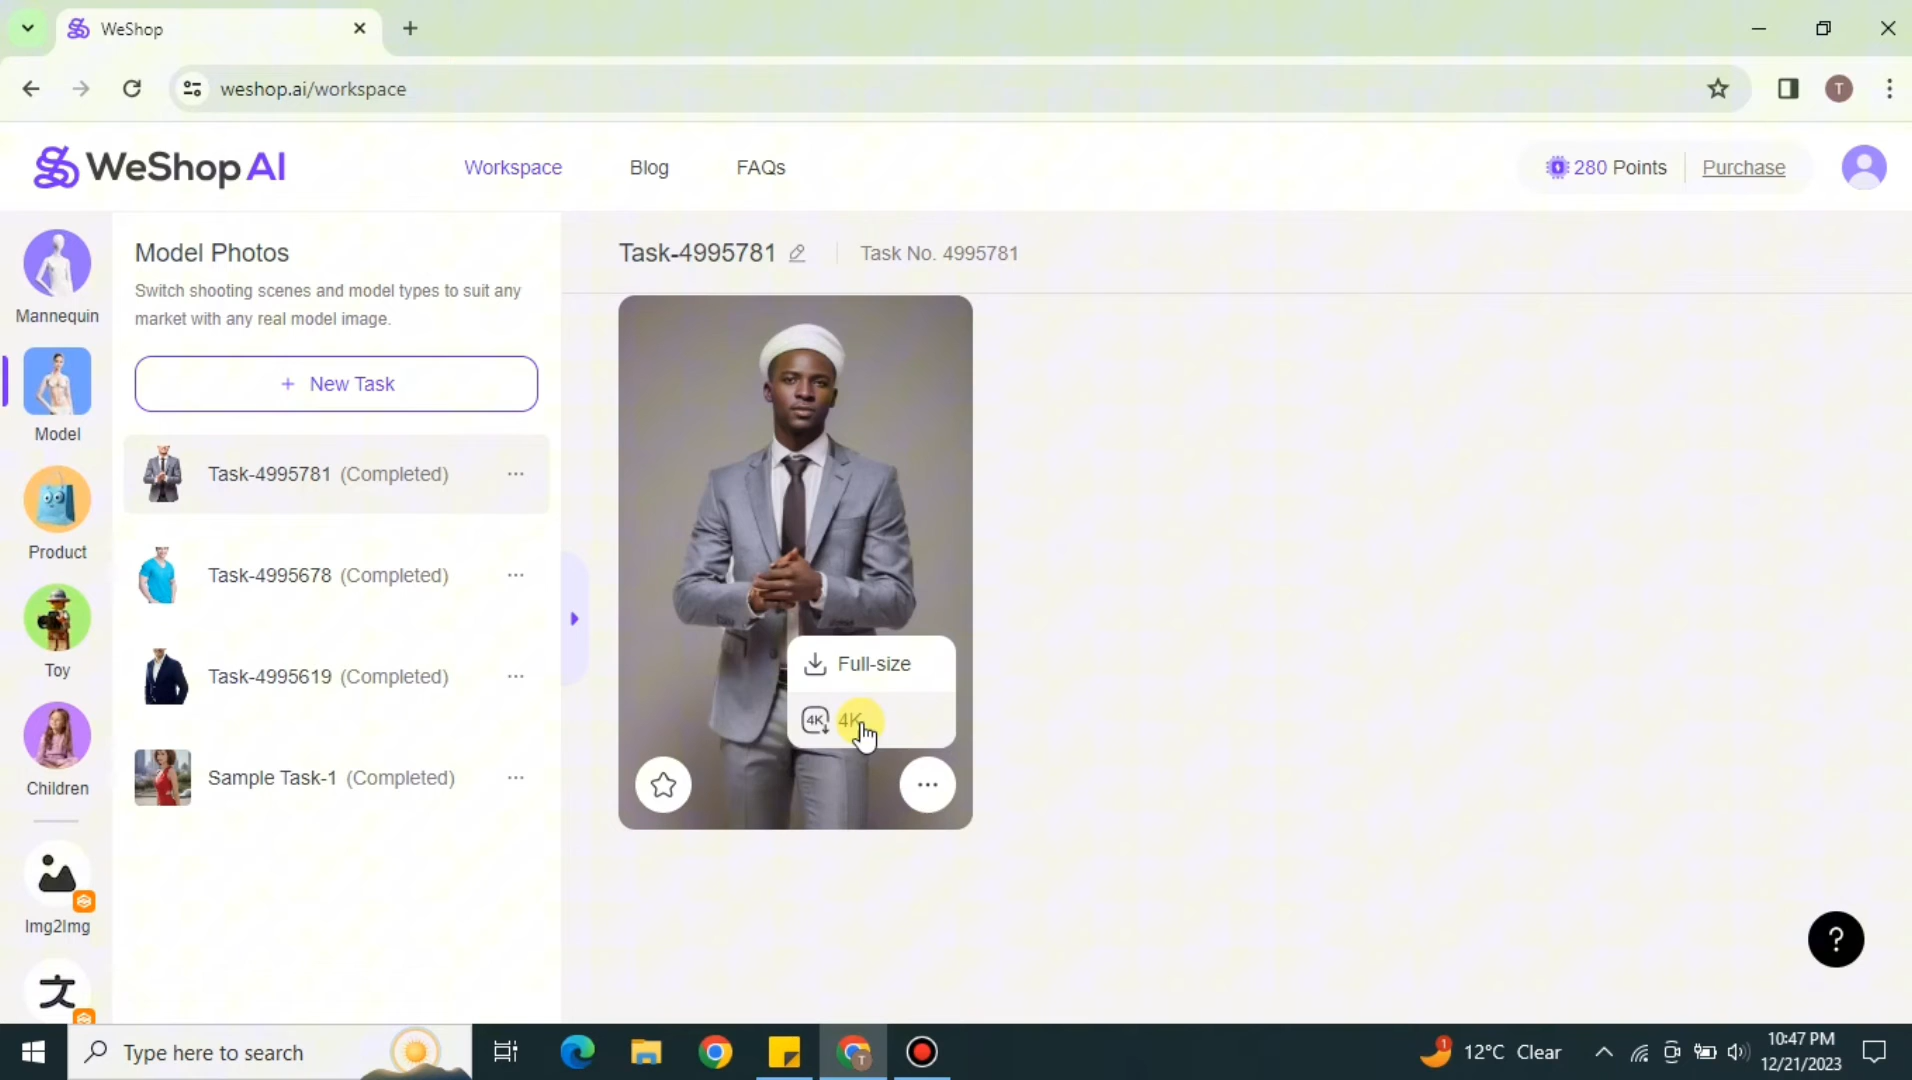 WeShop
weshop.ai/workspace
T
WeShop AI
Workspace
Blog
FAQs
280 Points
Purchase
Mannequin
Model
Product
Toy
Children
Img2Img
文
Model Photos
Switch shooting scenes and model types to suit any
market with any real model image.
+ New Task
Task-4995781 (Completed)
Task-4995678 (Completed)
Task-4995619 (Completed)
Sample Task-1 (Completed)
Task-4995781
Task No. 4995781
Full-size
4K 4K
?
Type here to search
T
1
12°C Clear
10:47 PM
12/21/2023